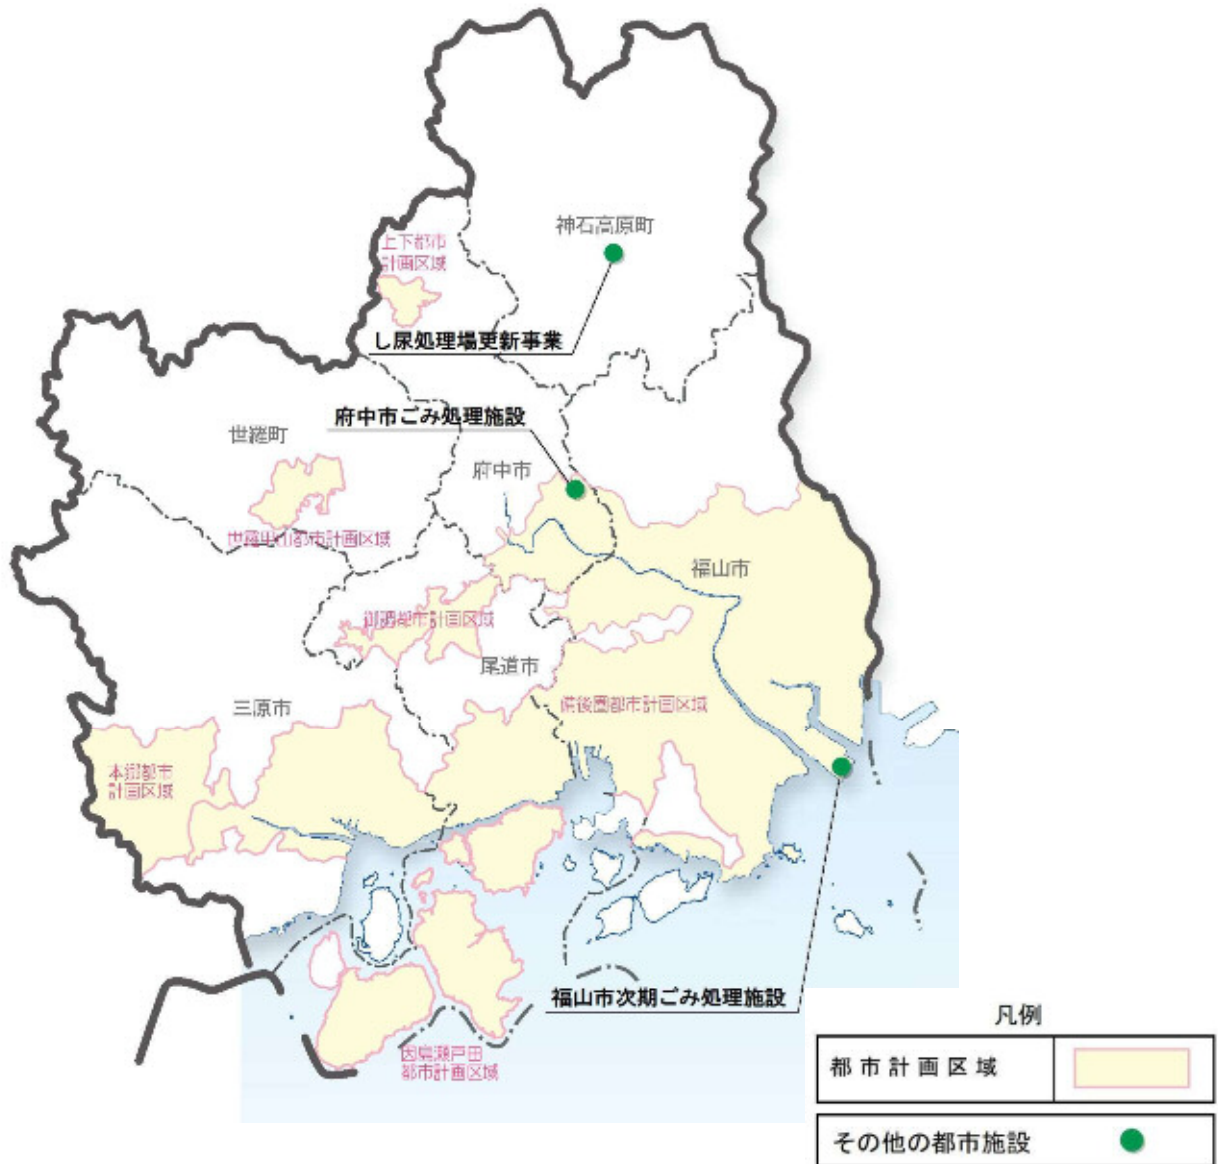 神石高原町
上下都市
計画区域
し尿処理場更新事業
府中市ごみ処理施設
世羅町
府中市
世羅甲山都市計画区域
福山市
御調都市計画区域
尾道市
三原市
備後圏都市計画区域
本郷都市
計画区域
福山市次期ごみ処理施設
因島瀬戸田
都市計画区域
凡例
都市計画区域
その他の都市施設